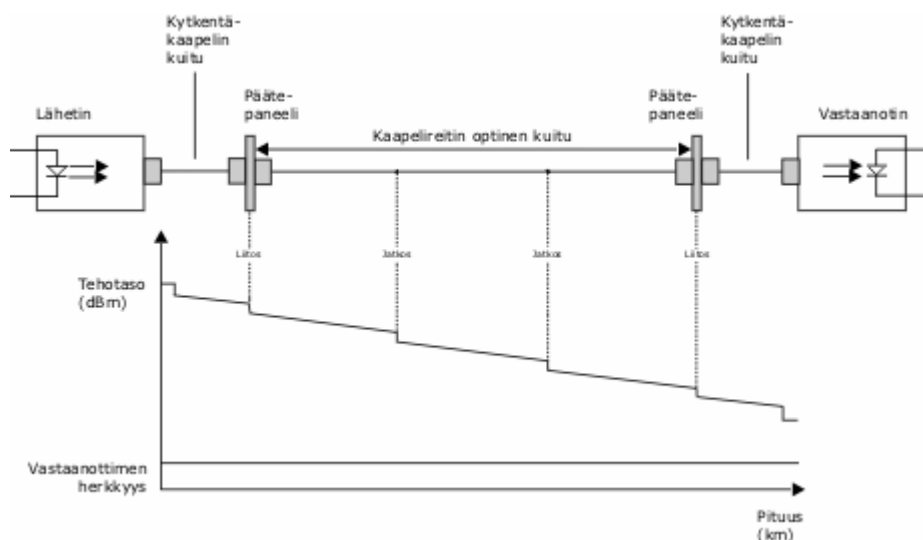 Kytkentä-
kaapelin
kuitu
Kytkentä-
kaapelin
kuitu
Lähetin
Pääte-
paneeli
Kaapelireitin optinen kuitu
Pääte-
paneeli
Vastaanotin
Liitos
Jatkos
Jatkos
Liitos
Tehotaso
(dBm)
Vastaanottimen
herkkyys
Pituus
(km)